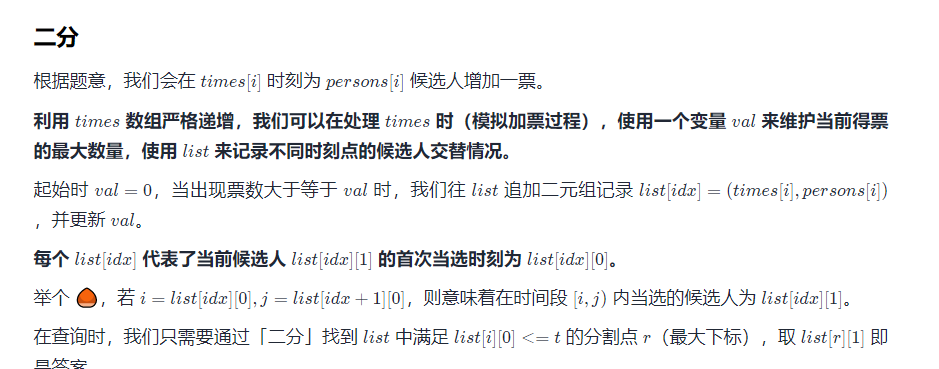 二分
根据题意，我们会在 times[i] 时刻为 persons[i] 候选人增加一票。
利用 times 数组严格递增，我们可以在处理 times 时（模拟加票过程），使用一个变量 val 来维护当前得票
的最大数量，使用 list 来记录不同时刻点的候选人交替情况。
起始时 val = 0，当出现票数大于等于 val 时，我们往 list 追加二元组记录 list[idx] = (times[i], persons[i])
，并更新 val。
每个 list[idx] 代表了当前候选人 list[idx][1] 的首次当选时刻为 list[idx][0]。
举个 🌰，若 i = list[idx][0], j = list[idx + 1][0]，则意味着在时间段 [i, j) 内当选的候选人为 list[idx][1]。
在查询时，我们只需要通过「二分」找到 list 中满足 list[i][0] <= t 的分割点 r（最大下标），取 list[r][1] 即
是答案